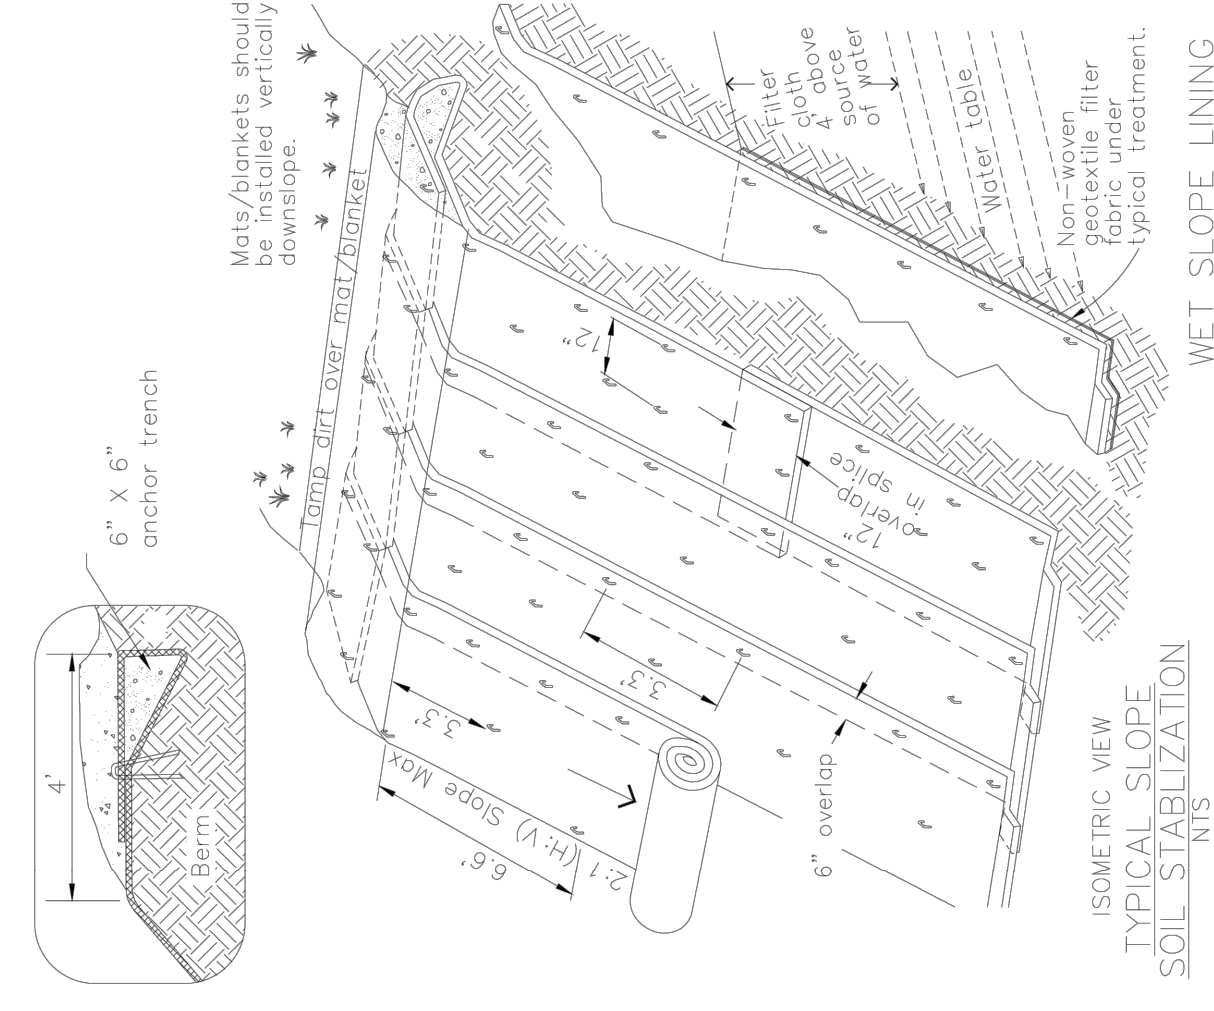 Mats/blankets should
be installed vertically
downslope.
Tamp dirt over mat/blanket
6" X 6"
anchor trench
4'
Berm
Filter
cloth
4' above
source
of water
Water table
Non-woven
geotextile filter
fabric under
typical treatment.
WET SLOPE LINING
12"
12"
overlap
in splice
3.3'
3.3'
6.6'
2:1 (H:V) Slope Max
6" overlap
ISOMETRIC VIEW
TYPICAL SLOPE
SOIL STABLIZATION
NTS